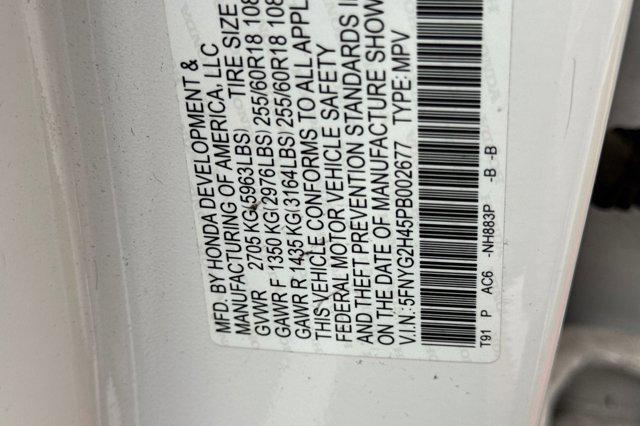 MFD. BY HONDA DEVELOPMENT &
MANUFACTURING OF AMERICA, LLC
TIRE SIZE
GVWR 2705 KG(5963LBS)
GAWR F 1350 KG(2976LBS) 255/60R18 108
GAWR R 1435 KG(3164LBS) 255/60R18 108
THIS VEHICLE CONFORMS TO ALL APPL
FEDERAL MOTOR VEHICLE SAFETY
AND THEFT PREVENTION STANDARDS I
ON THE DATE OF MANUFACTURE SHOW
V.I.N.: 5FNYG2H45PB002677 TYPE: MPV
T91 P AC6 -NH883P -B -B